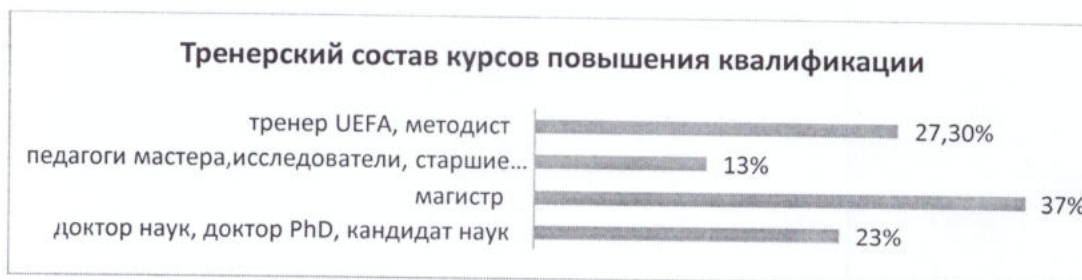 Тренерский состав курсов повышения квалификации
тренер UEFA, методист 27,30%
педагоги мастера,исследователи, старшие... 13%
магистр 37%
доктор наук, доктор PhD, кандидат наук 23%